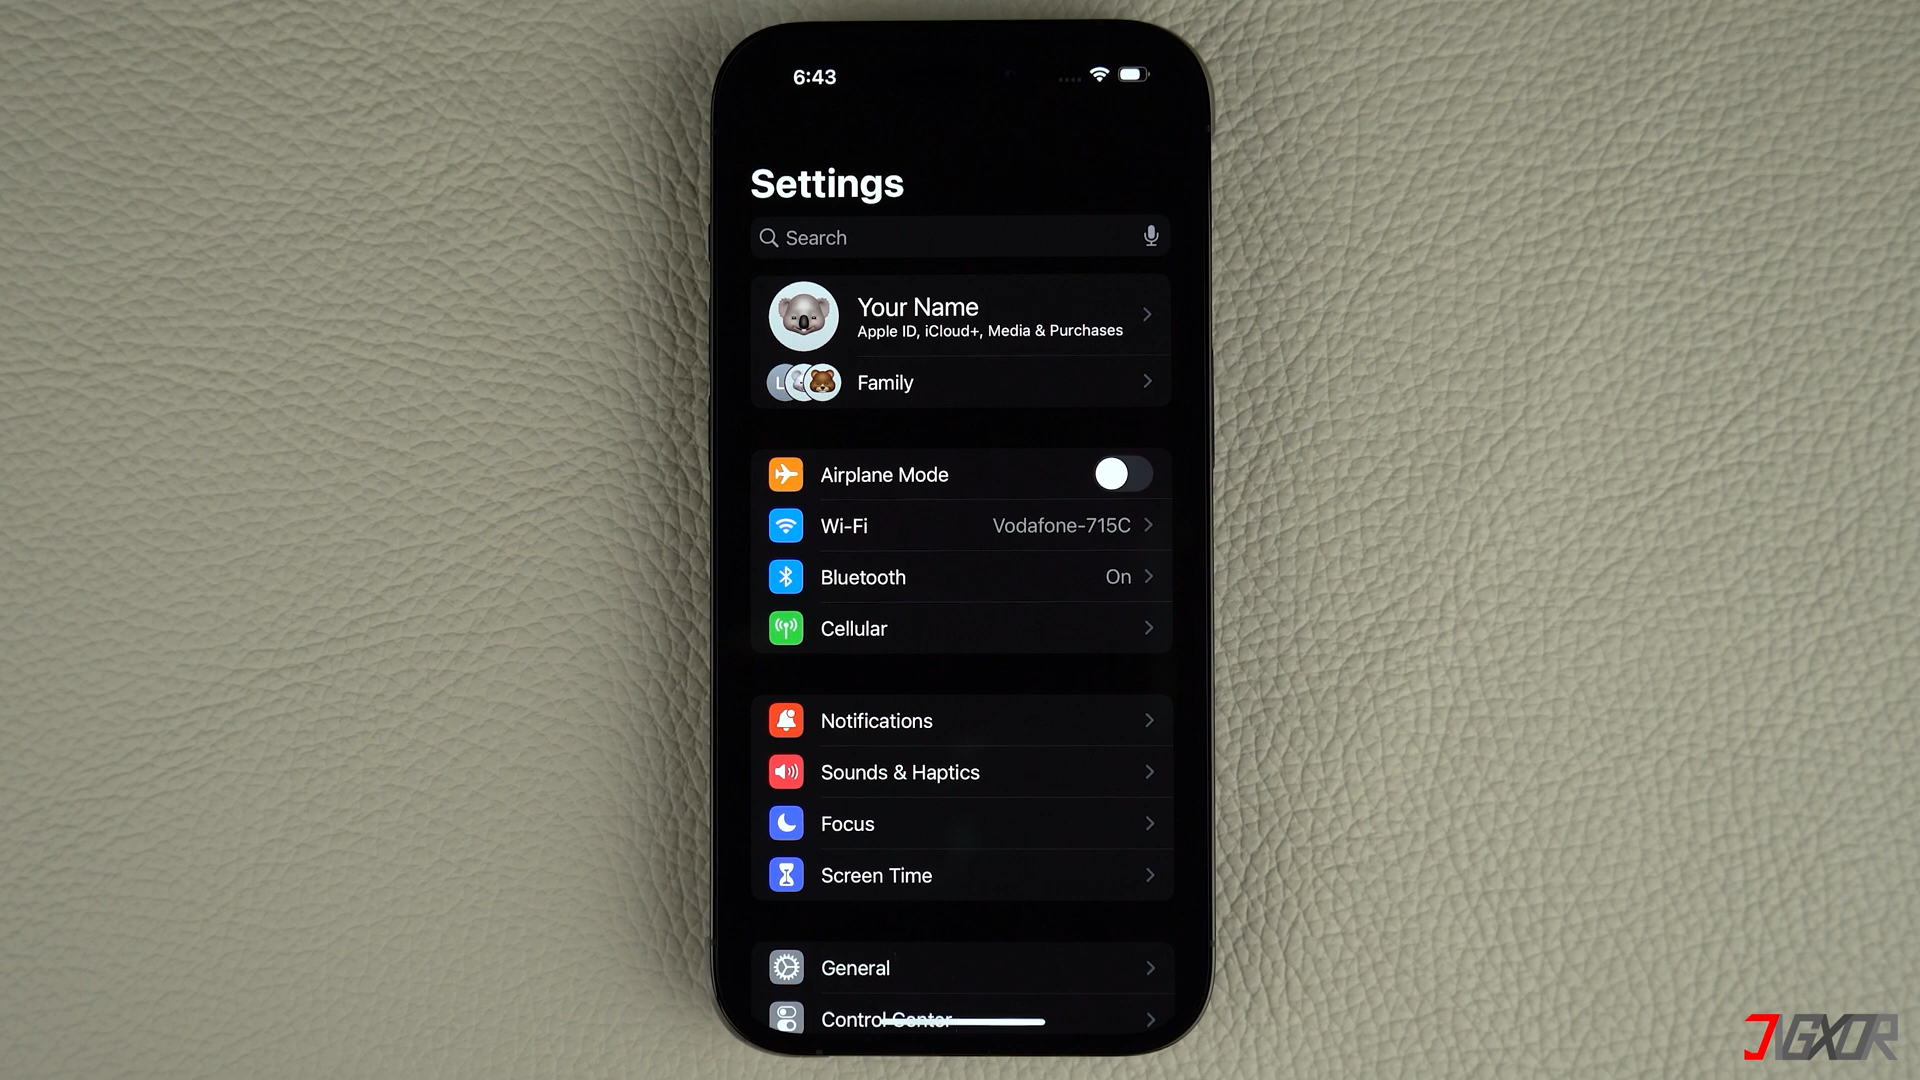 6:43
Settings
Search
Your Name
Apple ID, iCloud+, Media & Purchases
L
Family
Airplane Mode
Wi-Fi Vodafone-715C
Bluetooth On
Cellular
Notifications
Sounds & Haptics
Focus
Screen Time
General
Control Center
JIGXOR